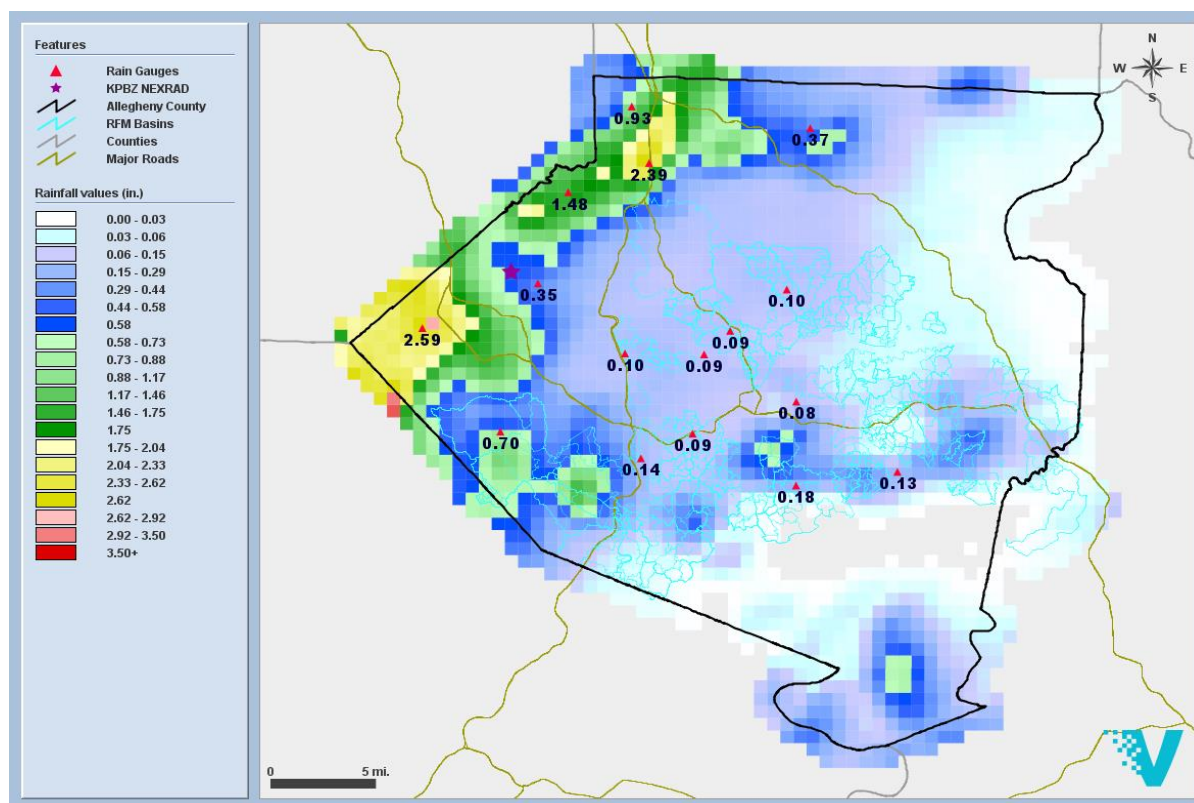 Features
Rain Gauges
KPBZ NEXRAD
Allegheny County
RFM Basins
Counties
Major Roads
Rainfall values (in.)
0.00 - 0.03
0.03 - 0.06
0.06 - 0.15
0.15 - 0.29
0.29 - 0.44
0.44 - 0.58
0.58
0.58 - 0.73
0.73 - 0.88
0.88 - 1.17
1.17 - 1.46
1.46 - 1.75
1.75
1.75 - 2.04
2.04 - 2.33
2.33 - 2.62
2.62
2.62 - 2.92
2.92 - 3.50
3.50+
N
W E
S
0.93
0.37
2.39
1.48
0.35
0.10
2.59
0.09
0.10
0.09
0.08
0.70
0.09
0.14
0.13
0.18
0 5 mi.
V